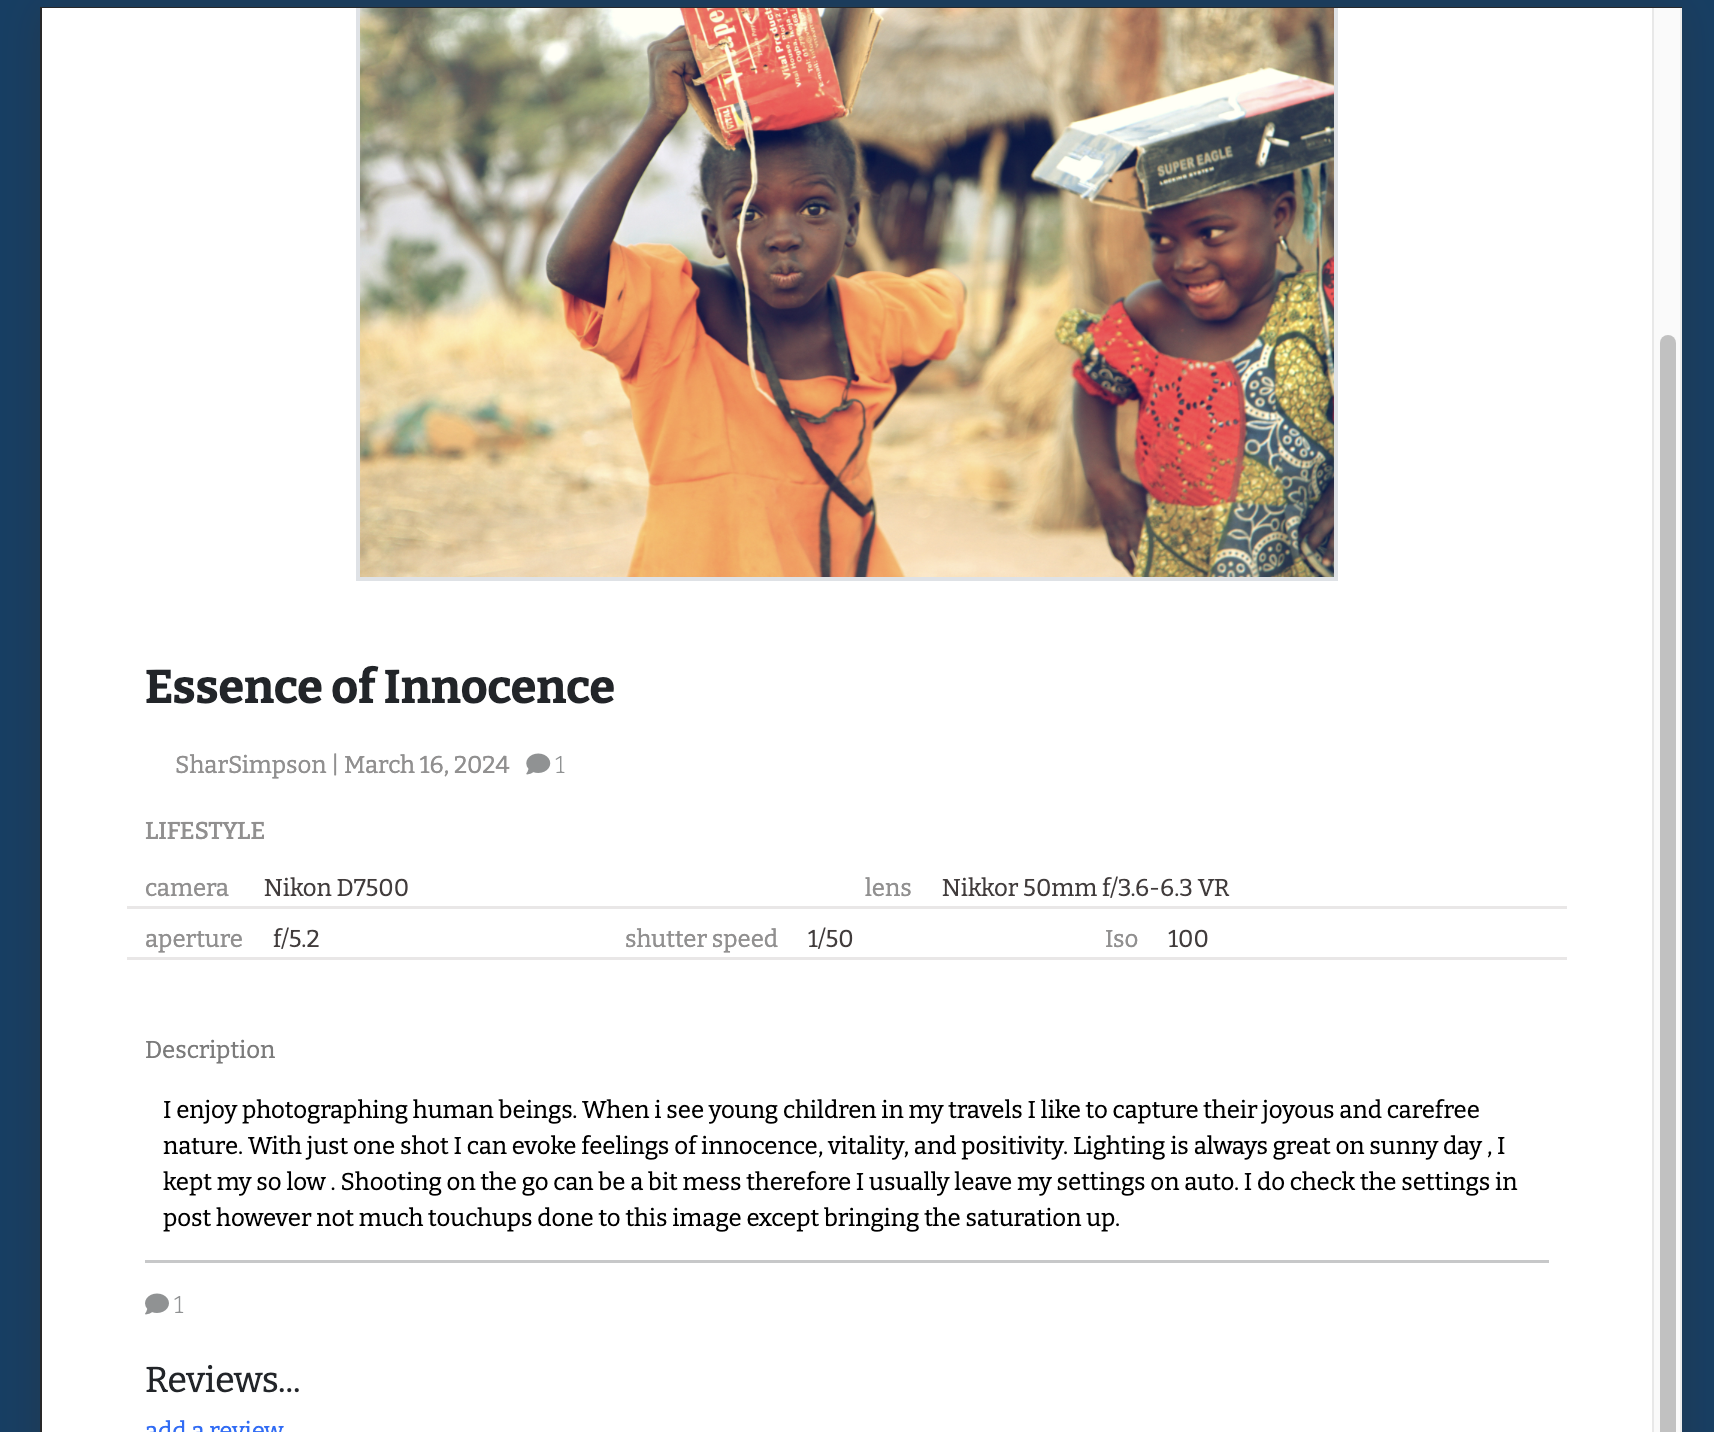 Vital Products
VITAL
SUPER EAGLE
LOCKING SYSTEM
Essence of Innocence
SharSimpson | March 16, 2024 1
LIFESTYLE
camera Nikon D7500 lens Nikkor 50mm f/3.6-6.3 VR
aperture f/5.2 shutter speed 1/50 Iso 100
Description
I enjoy photographing human beings. When i see young children in my travels I like to capture their joyous and carefree
nature. With just one shot I can evoke feelings of innocence, vitality, and positivity. Lighting is always great on sunny day , I
kept my so low . Shooting on the go can be a bit mess therefore I usually leave my settings on auto. I do check the settings in
post however not much touchups done to this image except bringing the saturation up.
1
Reviews...
add a review